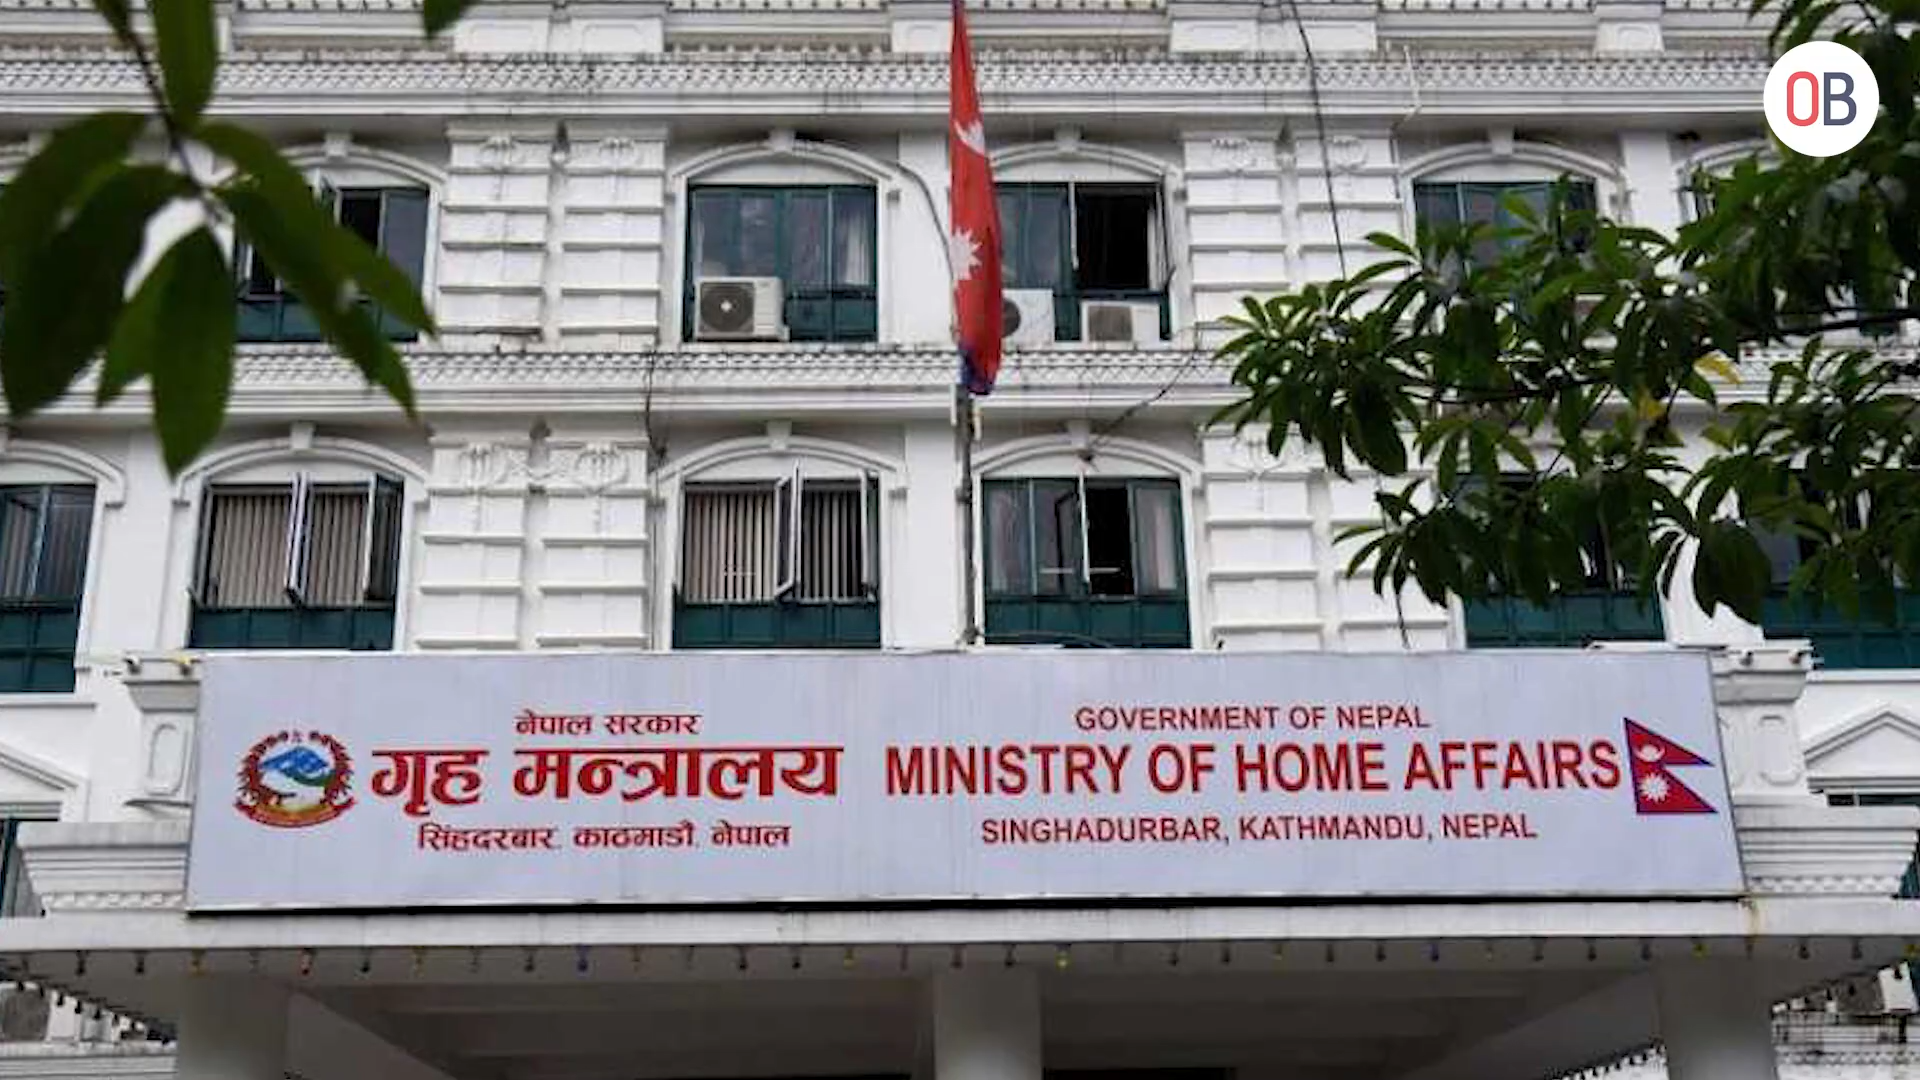 OB
नेपाल सरकार
गृह मन्त्रालय
सिंहदरबार, काठमाडौं, नेपाल
GOVERNMENT OF NEPAL
MINISTRY OF HOME AFFAIRS
SINGHADURBAR, KATHMANDU, NEPAL